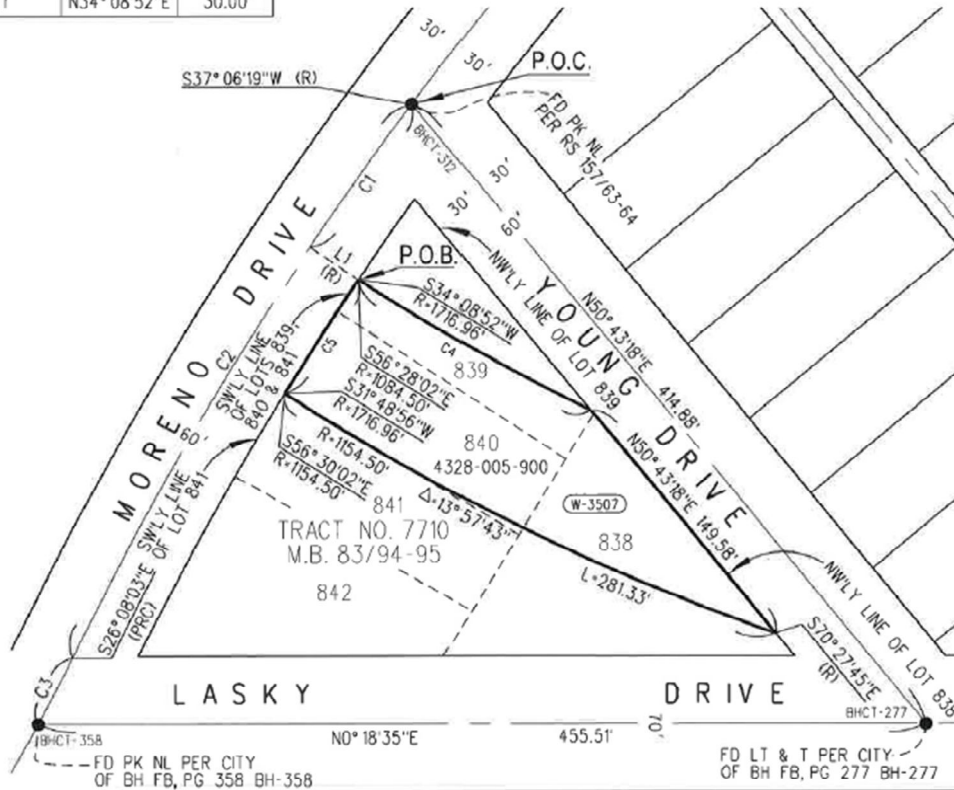 N34°08'52"E 30.00'
30'
30'
S37°06'19"W (R)
P.O.C.
FD PK NL
PER RS 157/63-64
BHCT-312
C1
30'
30'
60'
L1
(R)
P.O.B.
NW'LY LINE OF LOT 839
YOUNG DRIVE
N50°43'18"E 414.88'
S34°08'52"W
R=1716.96'
C4
839
MORENO DRIVE
C2
60'
SW'LY LINE
OF LOTS 839,
840 & 841
C5
S56°28'02"E
R=1084.50'
S31°48'56"W
R=1716.96'
R=1154.50'
S56°30'02"E
R=1154.50'
840
4328-005-900
N50°43'18"E 149.58'
W-3507
841
Δ=13°57'43"
TRACT NO. 7710
M.B. 83/94-95
838
842
L=281.33'
NW'LY LINE OF LOT 838
SW'LY LINE
OF LOT 841
S26°08'03"E
(PRC)
S70°27'45"E
(R)
C3
LASKY DRIVE
BHCT-277
BHCT-358
N0°18'35"E 455.51'
70'
FD PK NL PER CITY
OF BH FB, PG 358 BH-358
FD LT & T PER CITY
OF BH FB, PG 277 BH-277